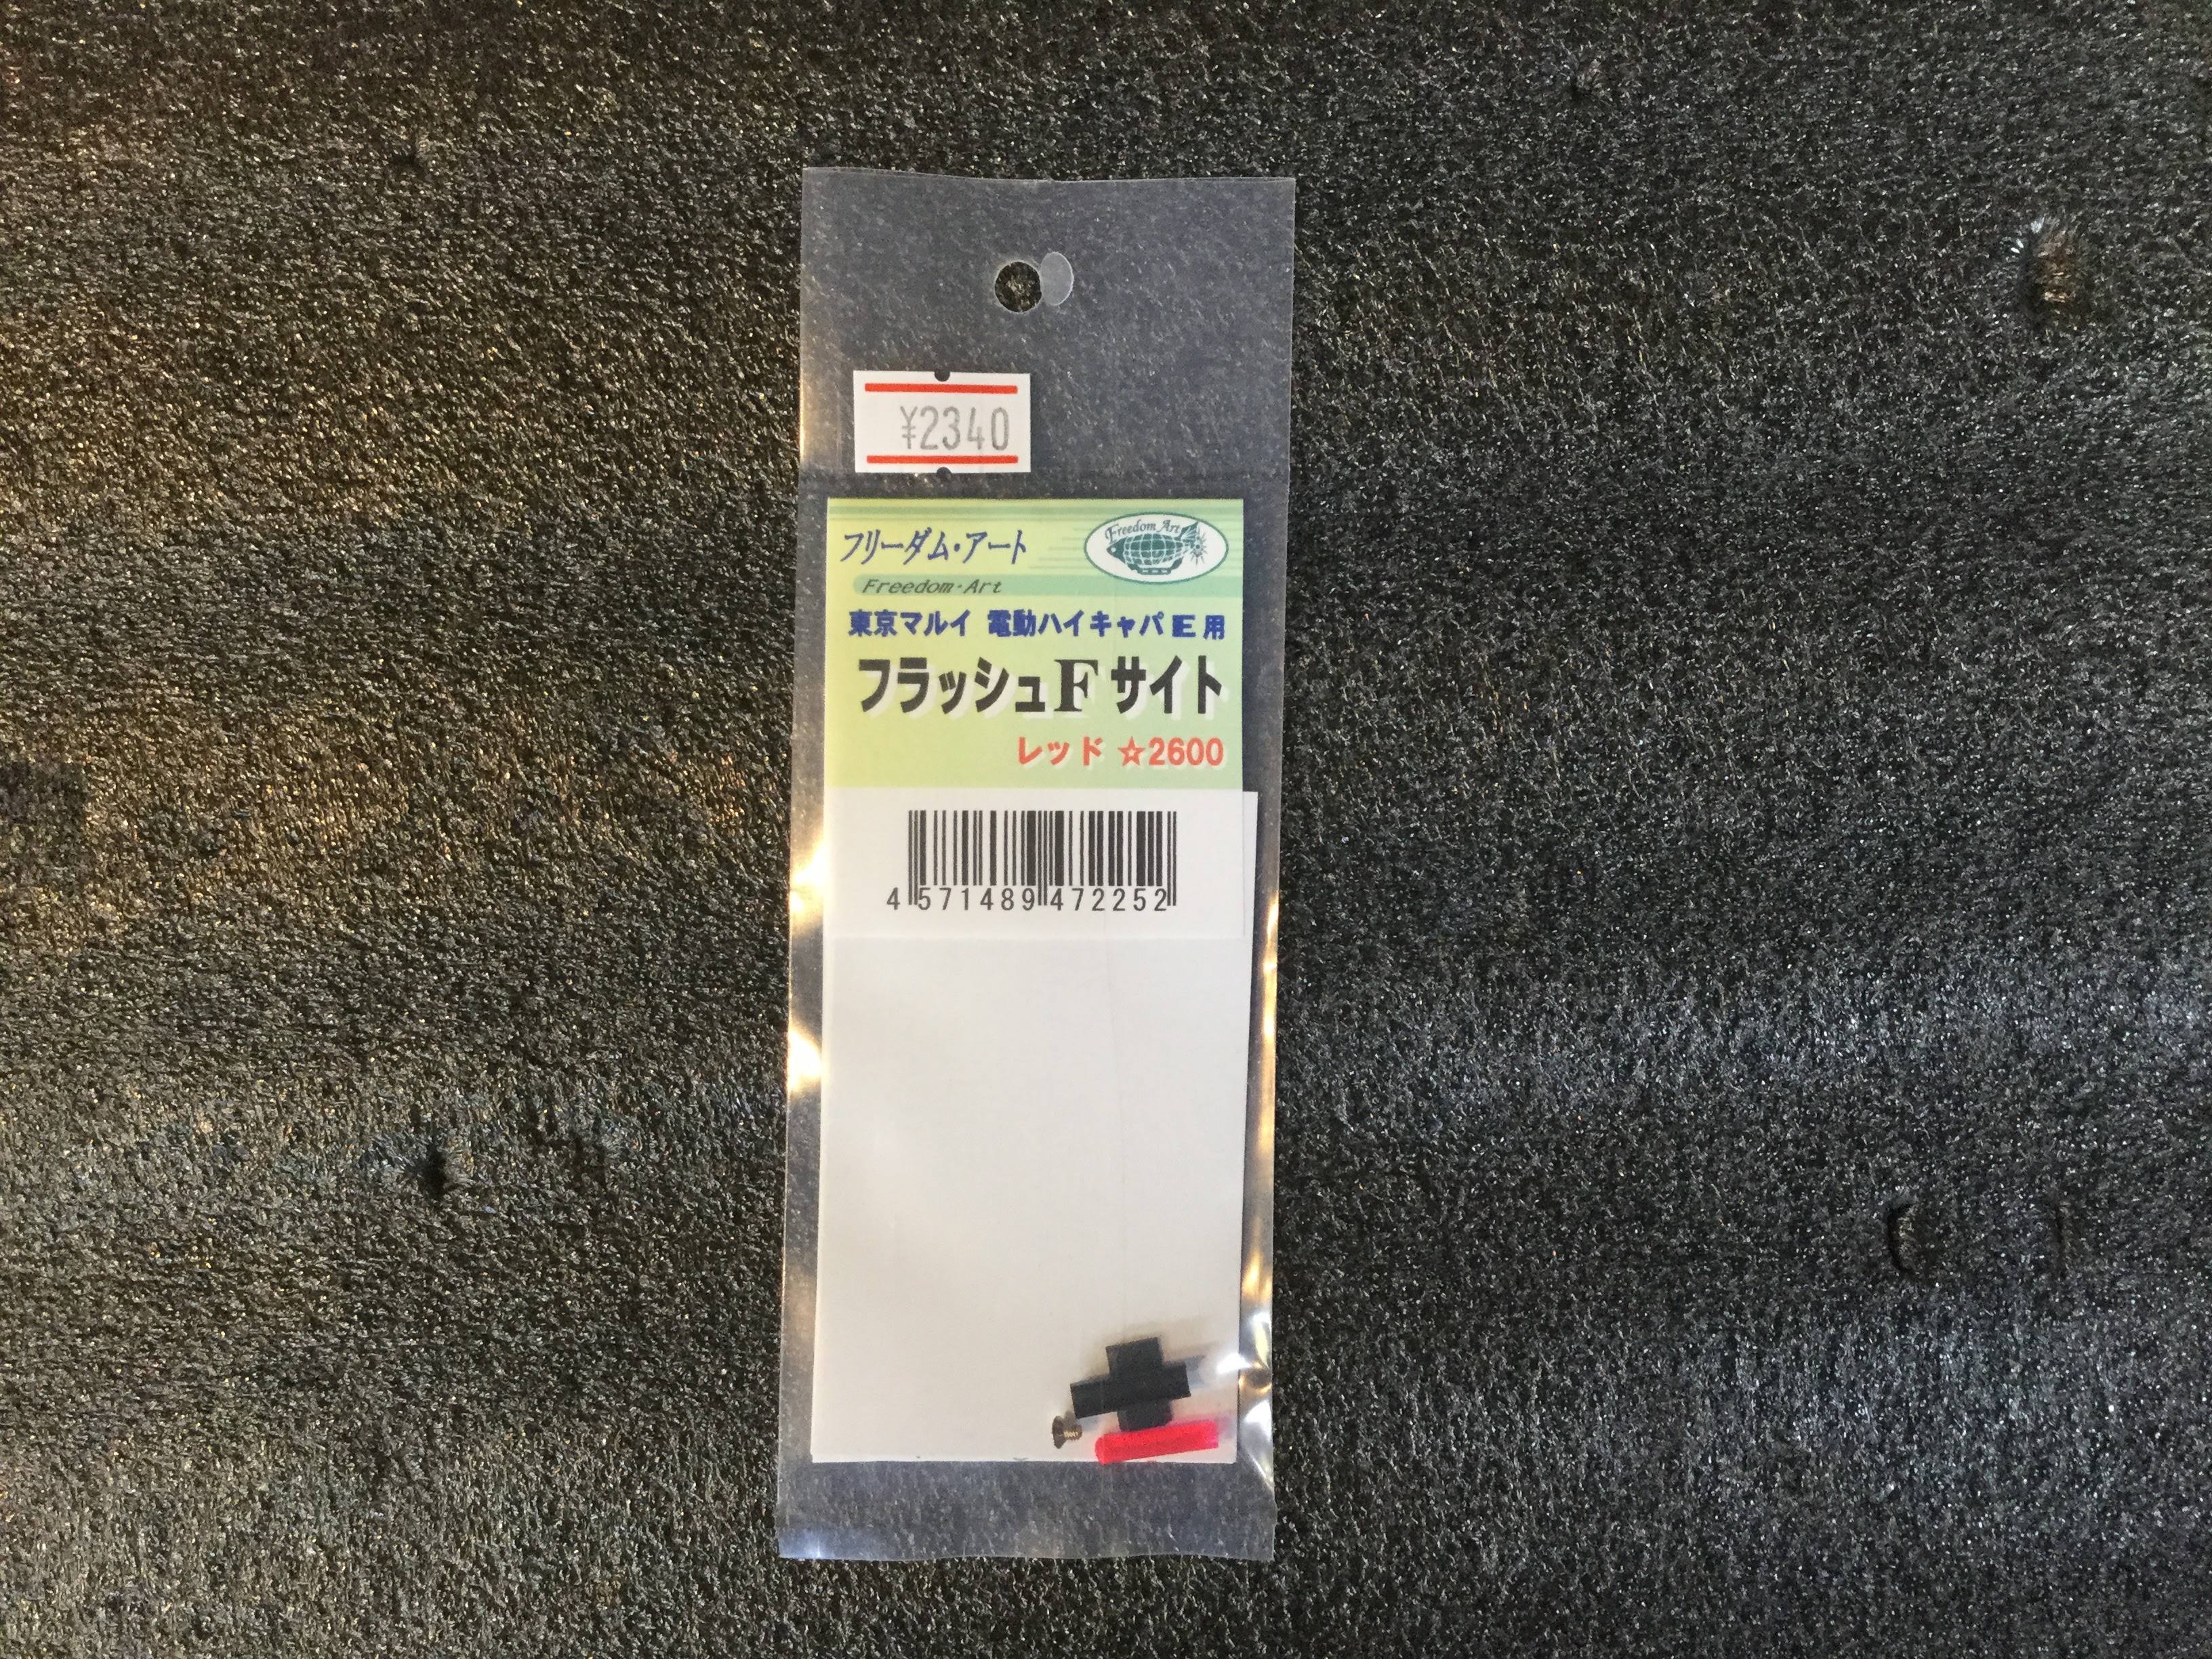 ¥2340
フリーダム・アート
Freedom Art
Freedom・Art
東京マルイ 電動ハイキャパE用
フラッシュFサイト
レッド ☆2600
4 571489 472252